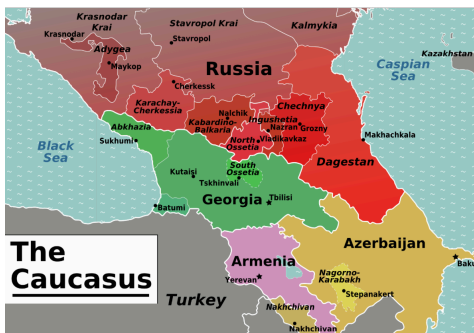 Krasnodar
Krai
Stavropol Krai
Kalmykia
Krasnodar
Stavropol
Adygea
Maykop
Caspian
Sea
Kazakhstan
Russia
Cherkessk
Karachay-
Cherkessia
Chechnya
Nalchik
Ingushetia
Kabardino-
Balkaria
Nazran
Grozny
Abkhazia
North
Ossetia
Vladikavkaz
Makhachkala
Sukhumi
Black
Sea
Dagestan
South
Ossetia
Kutaisi
Tskhinvali
Tbilisi
Georgia
Batumi
Azerbaijan
The
Caucasus
Armenia
Yerevan
Nagorno-
Karabakh
Baku
Stepanakert
Turkey
Nakhchivan
Nakhchivan